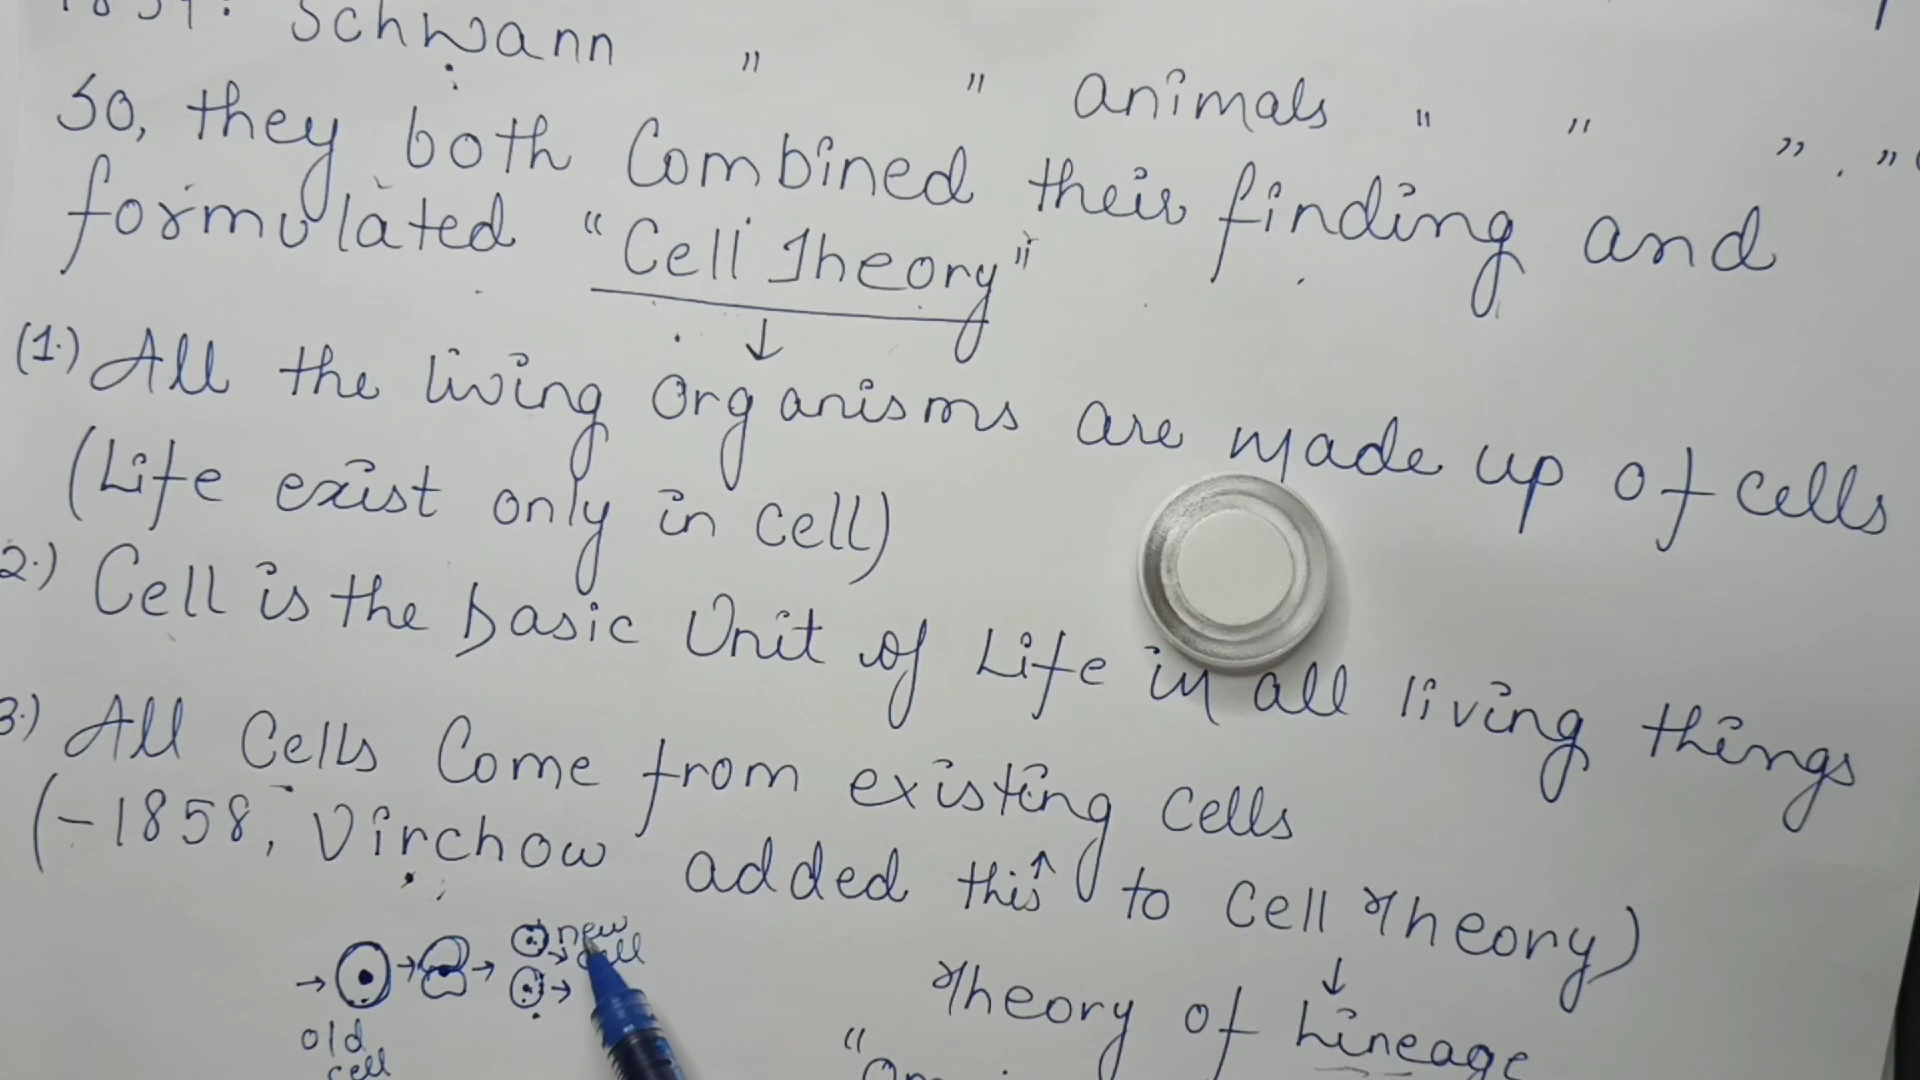 1839: Schwann " " animals " " " . "
So, they both Combined their finding and
formulated "Cell Theory"
↓
(1.) All the living organisms are made up of cells
(Life exist only in cell)
2.) Cell is the basic Unit of Life in all living things
3.) All Cells Come from existing cells
(-1858, Virchow added this ↑ to Cell Theory)
→ → → new cell →
old cell
↓
Theory of Lineage
"